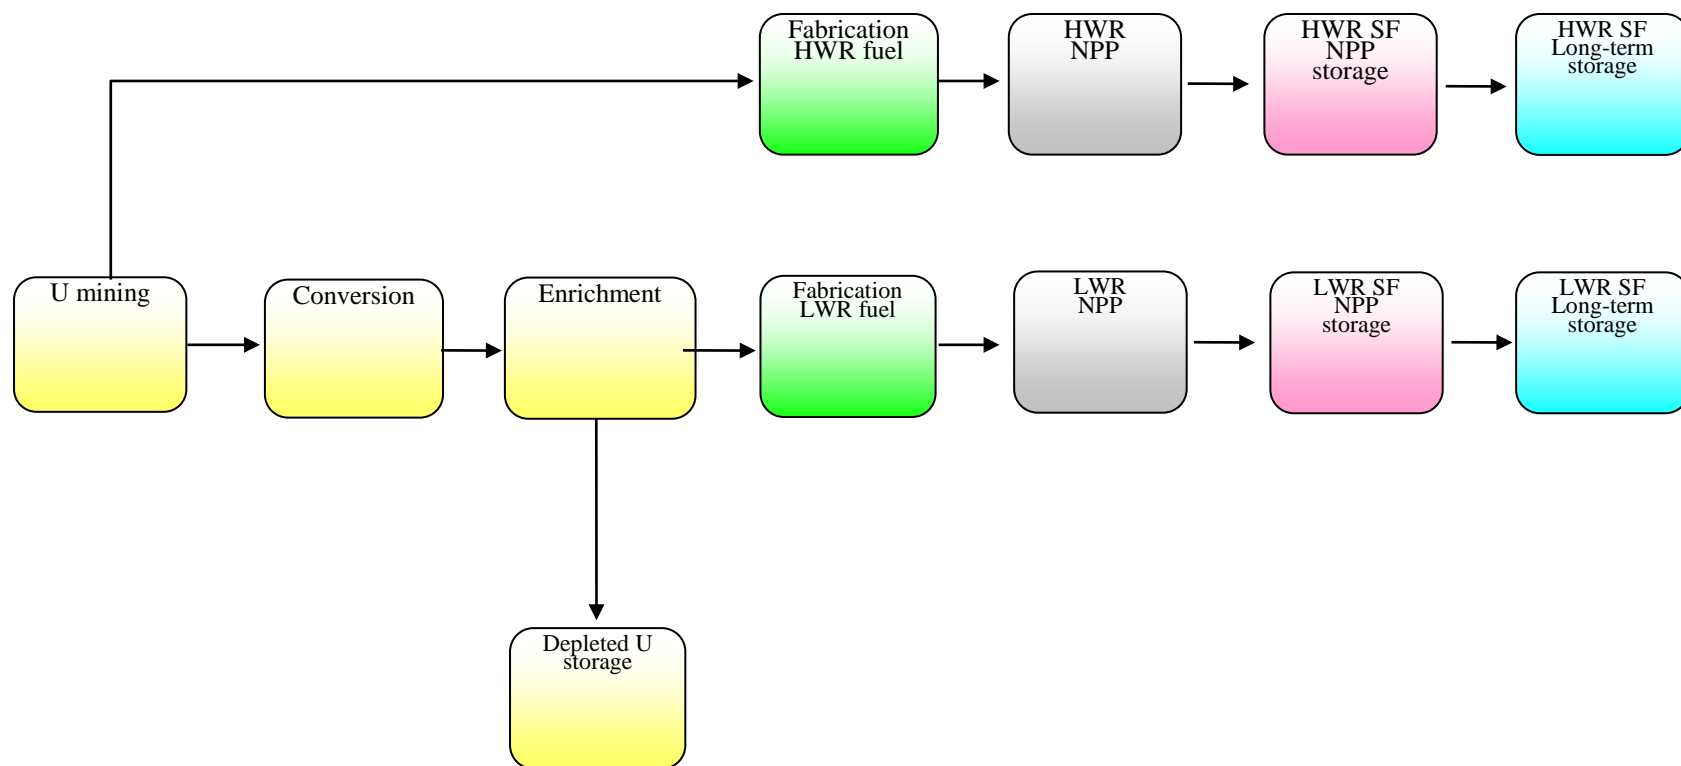 Fabrication
HWR fuel
HWR
NPP
HWR SF
NPP
storage
HWR SF
Long-term
storage
U mining
Conversion
Enrichment
Fabrication
LWR fuel
LWR
NPP
LWR SF
NPP
storage
LWR SF
Long-term
storage
Depleted U
storage